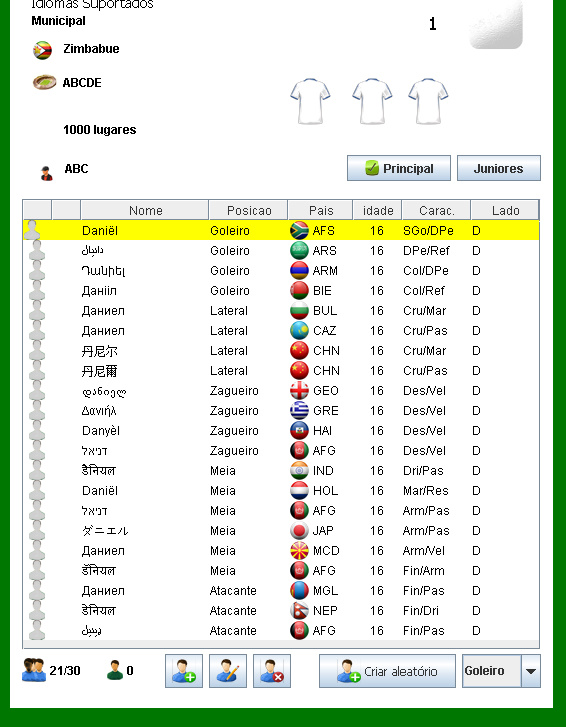 Idiomas Suportados
Municipal
1
Zimbabue
ABCDE
1000 lugares
ABC
Principal Juniores
Nome Posicao Pais idade Carac. Lado
Daniël Goleiro AFS 16 SGo/DPe D
دانيال Goleiro ARS 16 DPe/Ref D
Դանիել Goleiro ARM 16 Col/DPe D
Данііл Goleiro BIE 16 Col/Ref D
Даниел Lateral BUL 16 Cru/Mar D
Даниел Lateral CAZ 16 Cru/Pas D
丹尼尔 Lateral CHN 16 Cru/Mar D
丹尼爾 Lateral CHN 16 Cru/Pas D
დანიელ Zagueiro GEO 16 Des/Vel D
Δανιήλ Zagueiro GRE 16 Des/Vel D
Danyèl Zagueiro HAI 16 Des/Vel D
דניאל Zagueiro AFG 16 Des/Vel D
डैनियल Meia IND 16 Dri/Pas D
Daniël Meia HOL 16 Mar/Res D
דניאל Meia AFG 16 Arm/Pas D
ダニエル Meia JAP 16 Arm/Pas D
Даниел Meia MCD 16 Arm/Vel D
डॅनियल Meia AFG 16 Fin/Arm D
Даниел Atacante MGL 16 Fin/Pas D
डेनियल Atacante NEP 16 Fin/Dri D
Atacante AFG 16 Fin/Pas D
21/30 0 Criar aleatório Goleiro